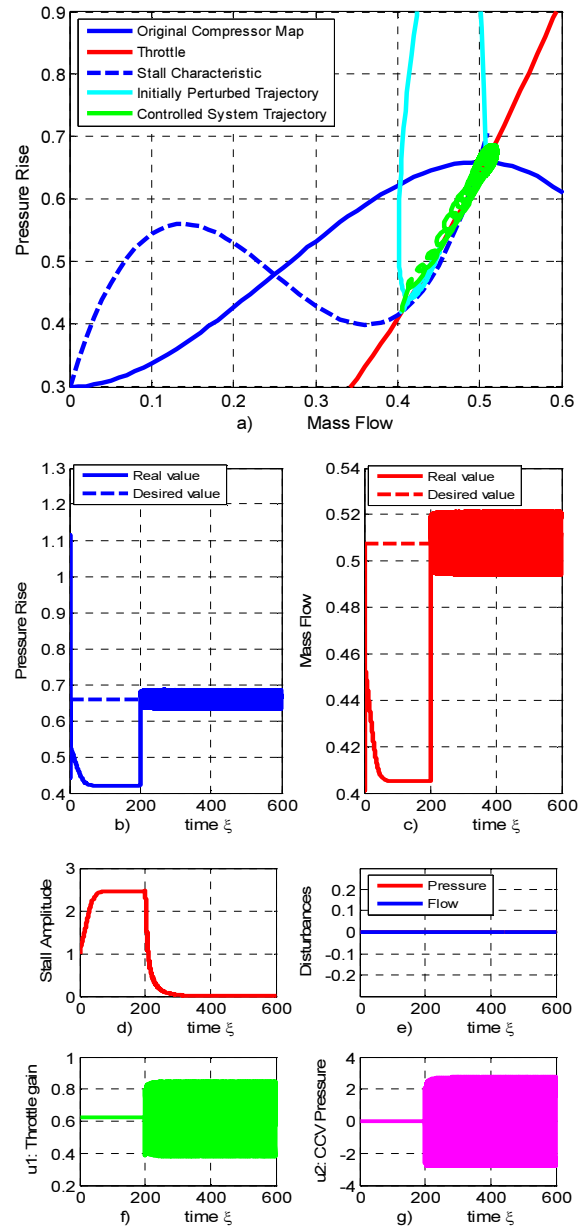 0.9
0.8
0.7
0.6
0.5
0.4
0.3
Pressure Rise
Original Compressor Map
Throttle
Stall Characteristic
Initially Perturbed Trajectory
Controlled System Trajectory
0 0.1 0.2 0.3 0.4 0.5 0.6
a) Mass Flow
1.3
1.2
1.1
1
0.9
0.8
0.7
0.6
0.5
0.4
Pressure Rise
Real value
Desired value
0 200 400 600
b) time ξ
0.54
0.52
0.5
0.48
0.46
0.44
0.42
0.4
Mass Flow
Real value
Desired value
0 200 400 600
c) time ξ
3
2
1
0
Stall Amplitude
0 200 400 600
d) time ξ
0.2
0.1
0
-0.1
-0.2
Disturbances
Pressure
Flow
0 200 400 600
e) time ξ
1
0.8
0.6
0.4
0.2
u1: Throttle gain
0 200 400 600
f) time ξ
4
2
0
-2
-4
u2: CCV Pressure
0 200 400 600
g) time ξ